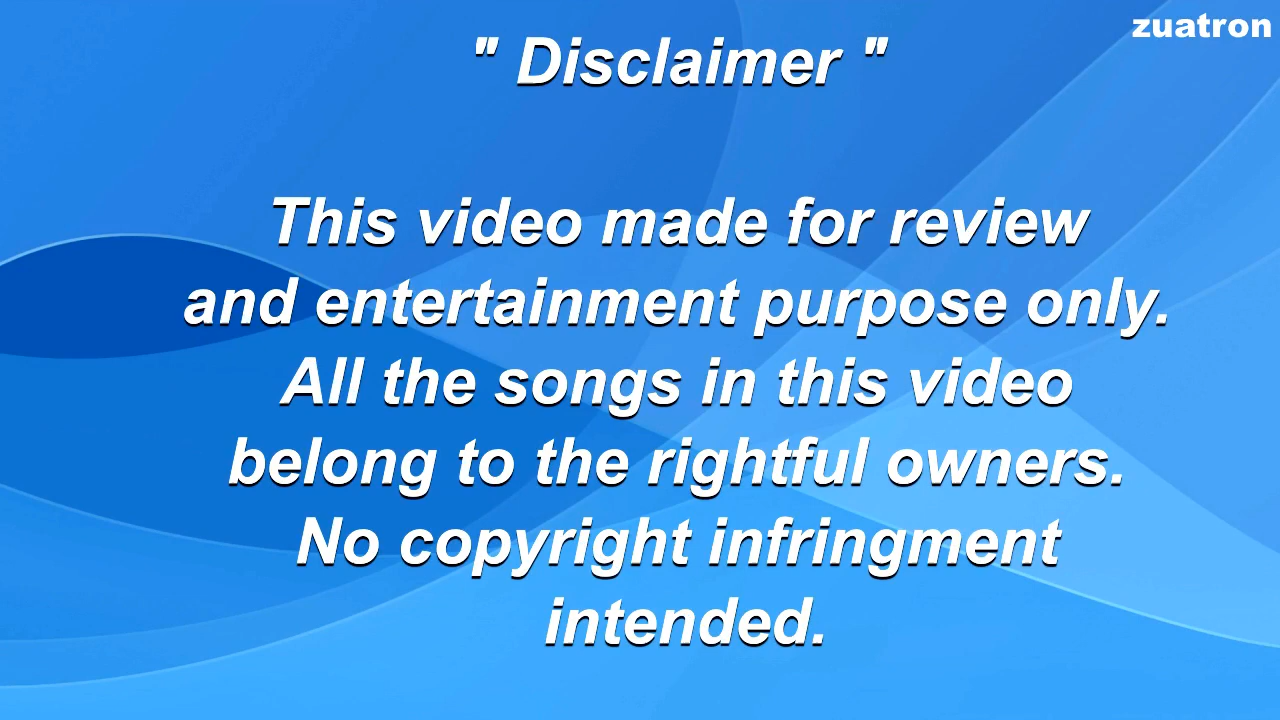 zuatron
" Disclaimer "
This video made for review
and entertainment purpose only.
All the songs in this video
belong to the rightful owners.
No copyright infringment
intended.